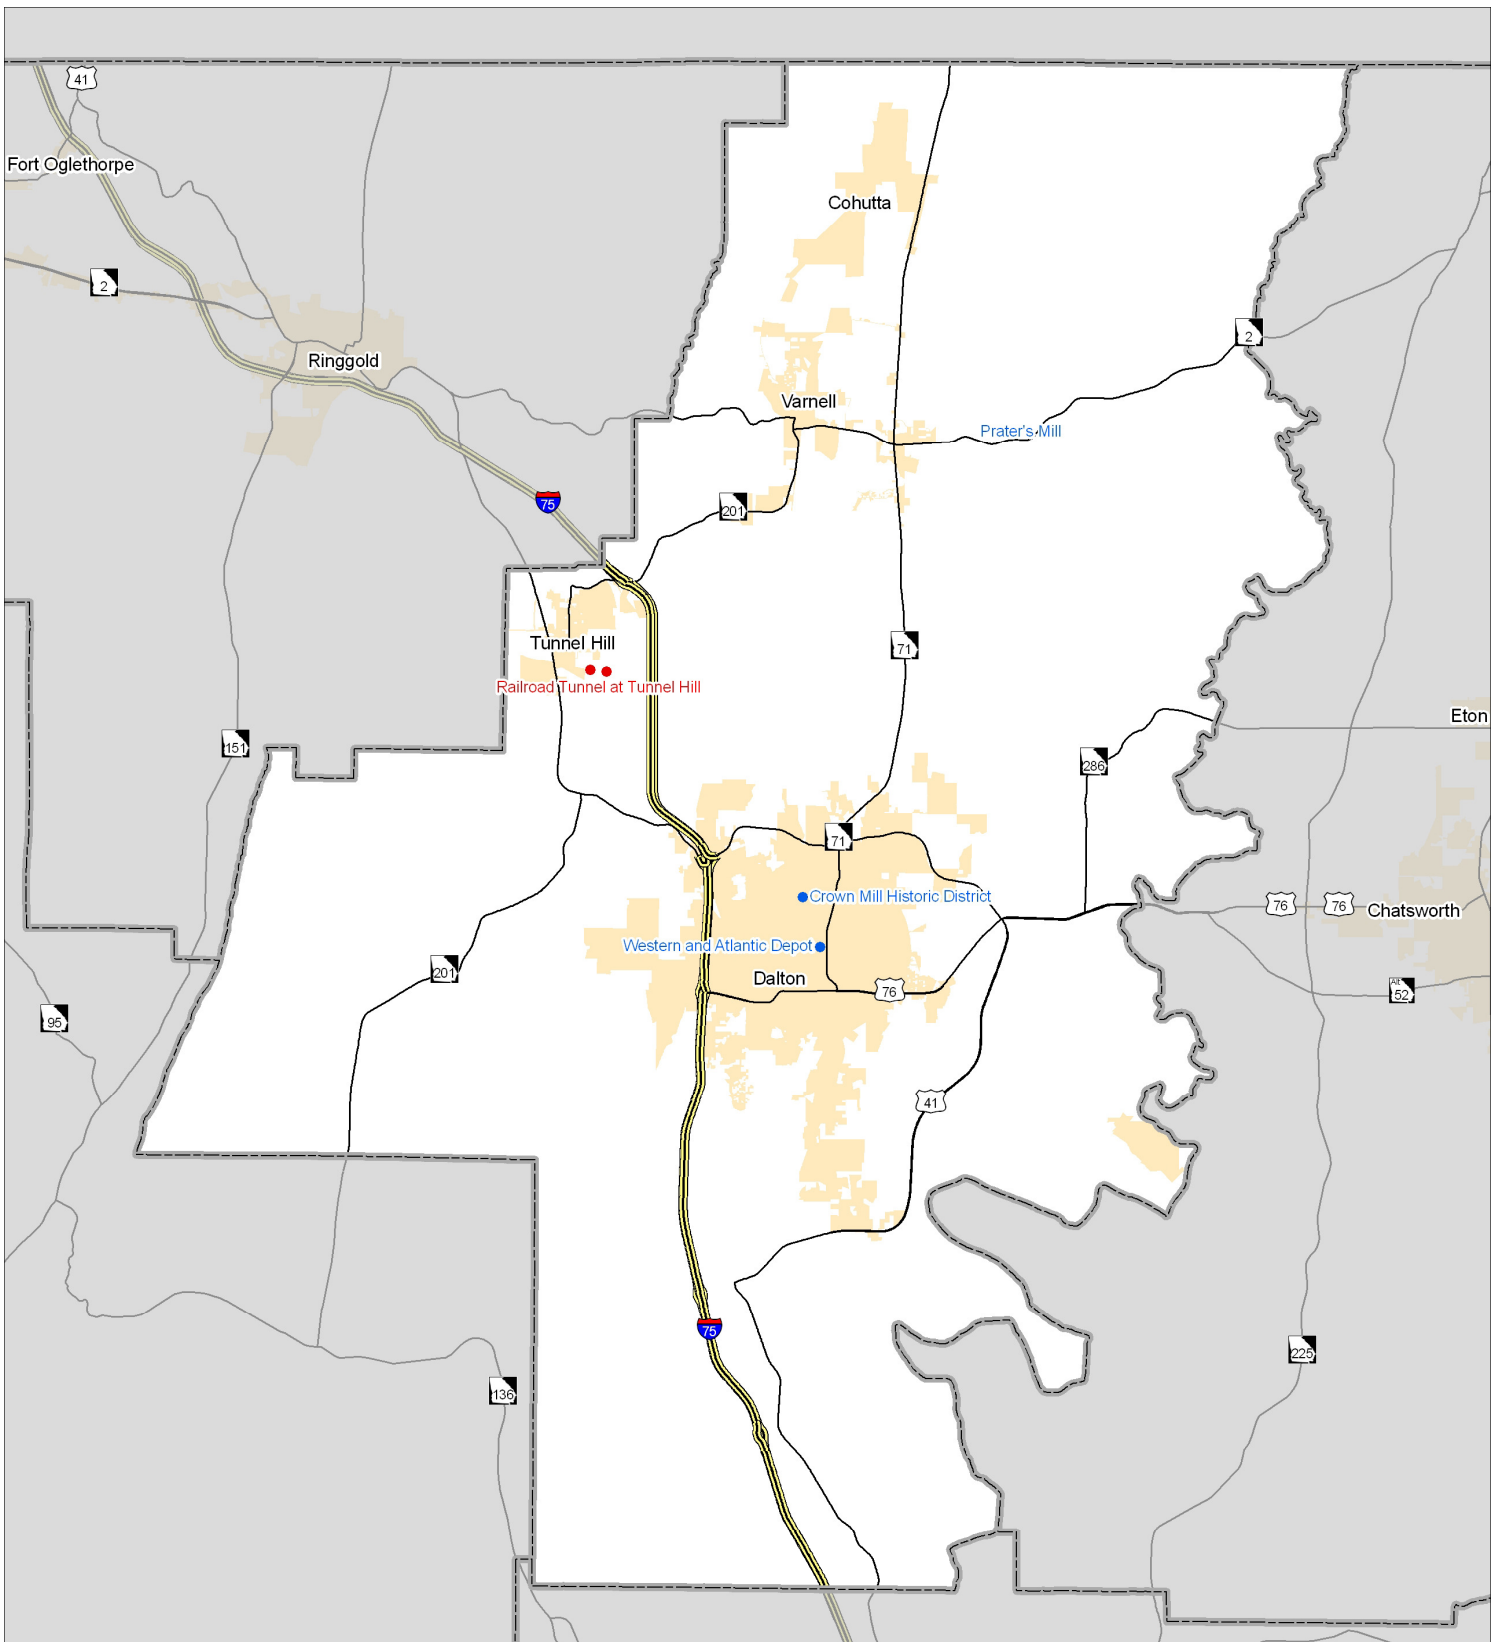 41
Fort Oglethorpe
Cohutta
2
2
Ringgold
Varnell
Prater's Mill
75
201
Tunnel Hill
71
Railroad Tunnel at Tunnel Hill
Eton
151
286
71
Crown Mill Historic District
76
76
Chatsworth
Western and Atlantic Depot
201
Dalton
76
Alt
52
95
41
75
225
136